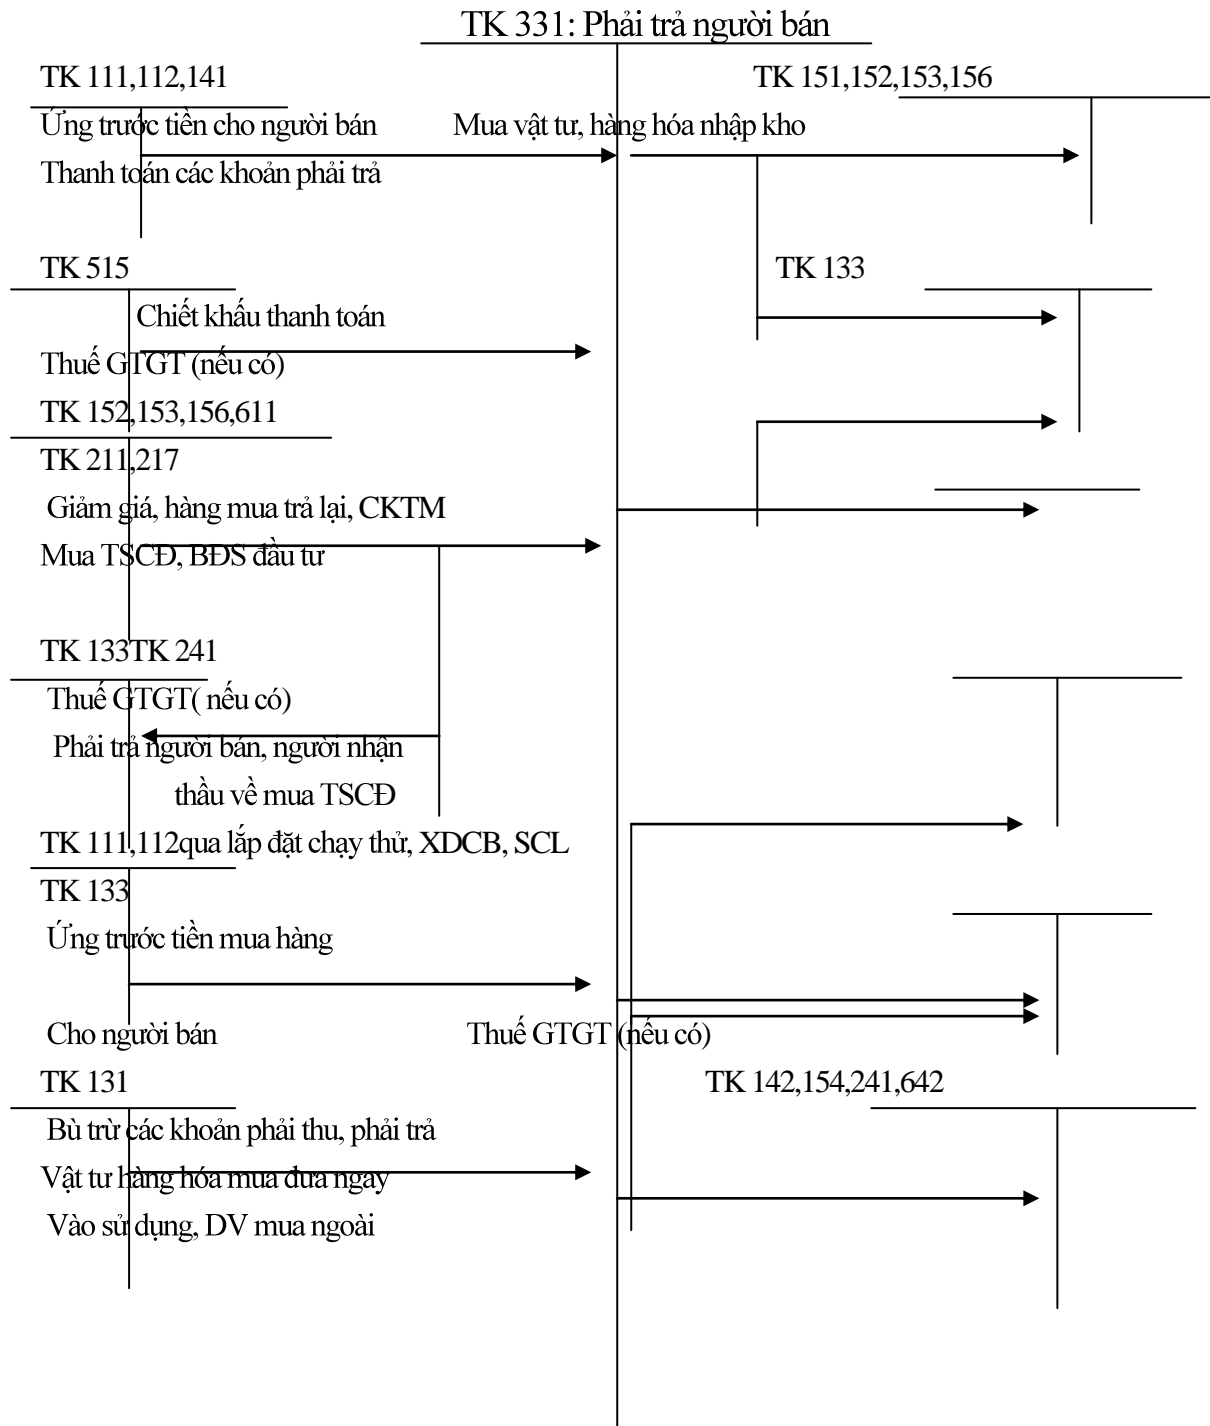 TK 331: Phải trả người bán
TK 111,112,141 TK 151,152,153,156
Ứng trước tiền cho người bán Mua vật tư, hàng hóa nhập kho
Thanh toán các khoản phải trả
TK 515 TK 133
Chiết khấu thanh toán
Thuế GTGT (nếu có)
TK 152,153,156,611
TK 211,217
Giảm giá, hàng mua trả lại, CKTM
Mua TSCĐ, BĐS đầu tư
TK 133TK 241
Thuế GTGT( nếu có)
Phải trả người bán, người nhận
thầu về mua TSCĐ
TK 111,112qua lắp đặt chạy thử, XDCB, SCL
TK 133
Ứng trước tiền mua hàng
Cho người bán Thuế GTGT (nếu có)
TK 131 TK 142,154,241,642
Bù trừ các khoản phải thu, phải trả
Vật tư hàng hóa mua đưa ngay
Vào sử dụng, DV mua ngoài